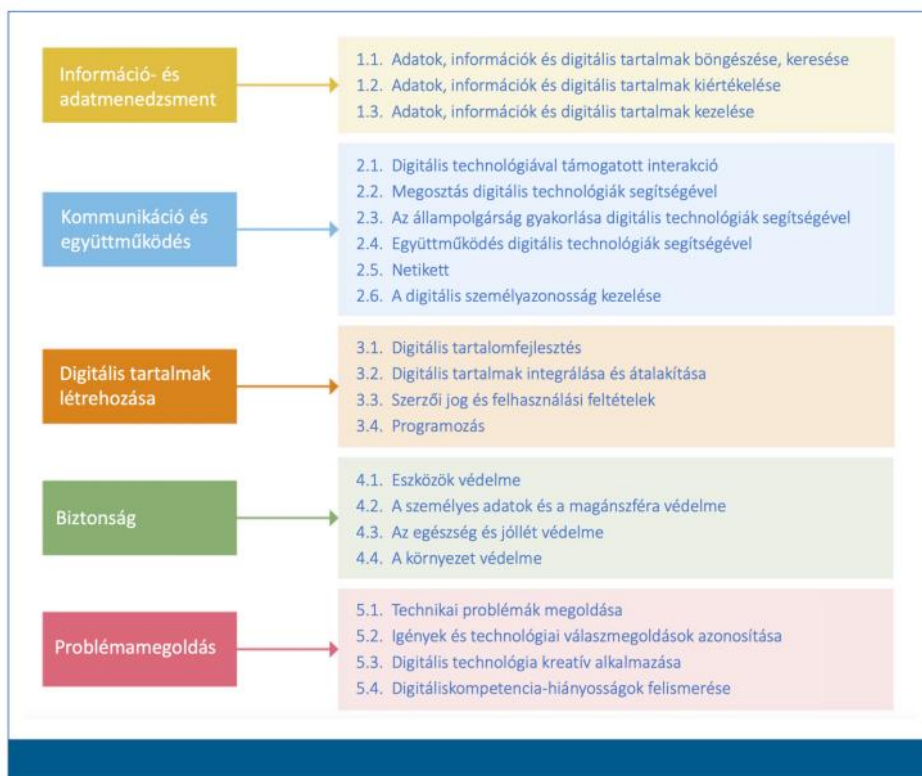 Információ- és
adatmenedzsment
1.1. Adatok, információk és digitális tartalmak böngészése, keresése
1.2. Adatok, információk és digitális tartalmak kiértékelése
1.3. Adatok, információk és digitális tartalmak kezelése
Kommunikáció és
együttműködés
2.1. Digitális technológiával támogatott interakció
2.2. Megosztás digitális technológiák segítségével
2.3. Az állampolgárság gyakorlása digitális technológiák segítségével
2.4. Együttműködés digitális technológiák segítségével
2.5. Netikett
2.6. A digitális személyazonosság kezelése
Digitális tartalmak
létrehozása
3.1. Digitális tartalomfejlesztés
3.2. Digitális tartalmak integrálása és átalakítása
3.3. Szerzői jog és felhasználási feltételek
3.4. Programozás
Biztonság
4.1. Eszközök védelme
4.2. A személyes adatok és a magánszféra védelme
4.3. Az egészség és jóllét védelme
4.4. A környezet védelme
Problémamegoldás
5.1. Technikai problémák megoldása
5.2. Igények és technológiai válaszmegoldások azonosítása
5.3. Digitális technológia kreatív alkalmazása
5.4. Digitáliskompetencia-hiányosságok felismerése